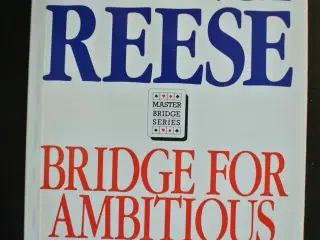 REESE
MASTER
BRIDGE
SERIES
BRIDGE FOR
AMBITIOUS